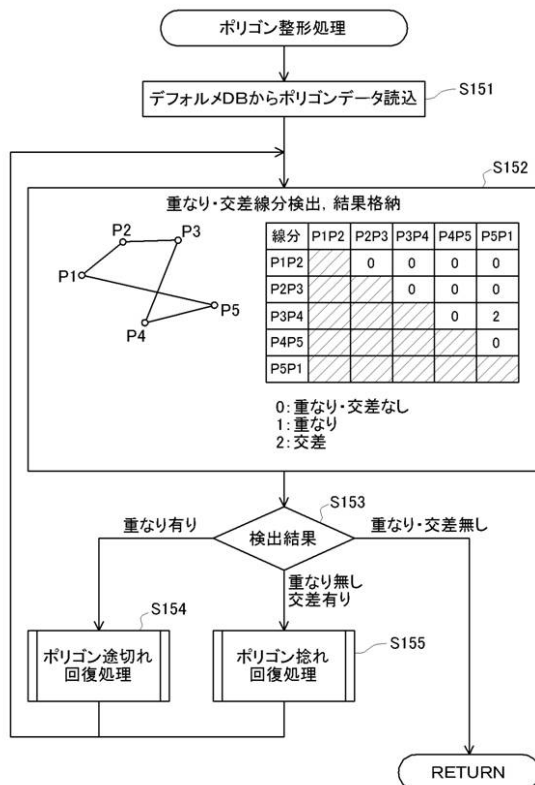 ポリゴン整形処理
デフォルメDBからポリゴンデータ読込
S151
S152
重なり・交差線分検出, 結果格納
P1
P2
P3
P4
P5
線分 P1P2 P2P3 P3P4 P4P5 P5P1
P1P2 0 0 0 0
P2P3 0 0 0
P3P4 0 2
P4P5 0
P5P1
0:重なり・交差なし
1:重なり
2:交差
S153
検出結果
重なり有り
重なり・交差無し
重なり無し
交差有り
S154
ポリゴン途切れ
回復処理
S155
ポリゴン捻れ
回復処理
RETURN